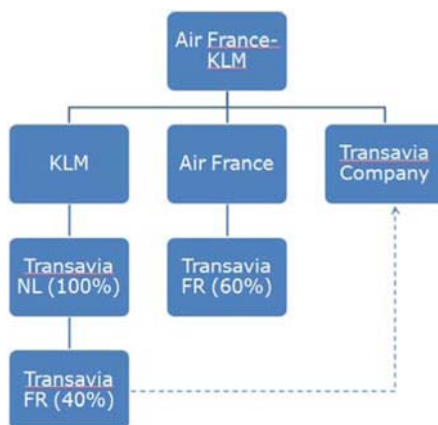 Air France-
KLM
KLM
Air France
Transavia
Company
Transavia
NL (100%)
Transavia
FR (60%)
Transavia
FR (40%)